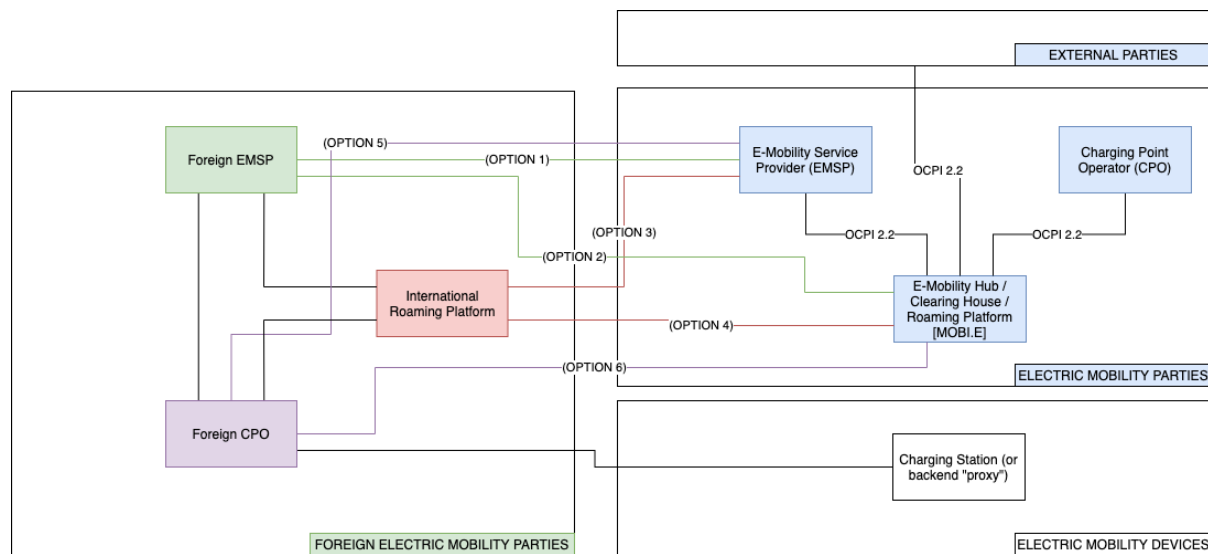 EXTERNAL PARTIES
Foreign EMSP
(OPTION 5)
(OPTION 1)
E-Mobility Service
Provider (EMSP)
Charging Point
Operator (CPO)
OCPI 2.2
(OPTION 3)
OCPI 2.2
OCPI 2.2
(OPTION 2)
International
Roaming Platform
E-Mobility Hub /
Clearing House /
Roaming Platform
[MOBI.E]
(OPTION 4)
(OPTION 6)
ELECTRIC MOBILITY PARTIES
Foreign CPO
Charging Station (or
backend "proxy")
FOREIGN ELECTRIC MOBILITY PARTIES
ELECTRIC MOBILITY DEVICES